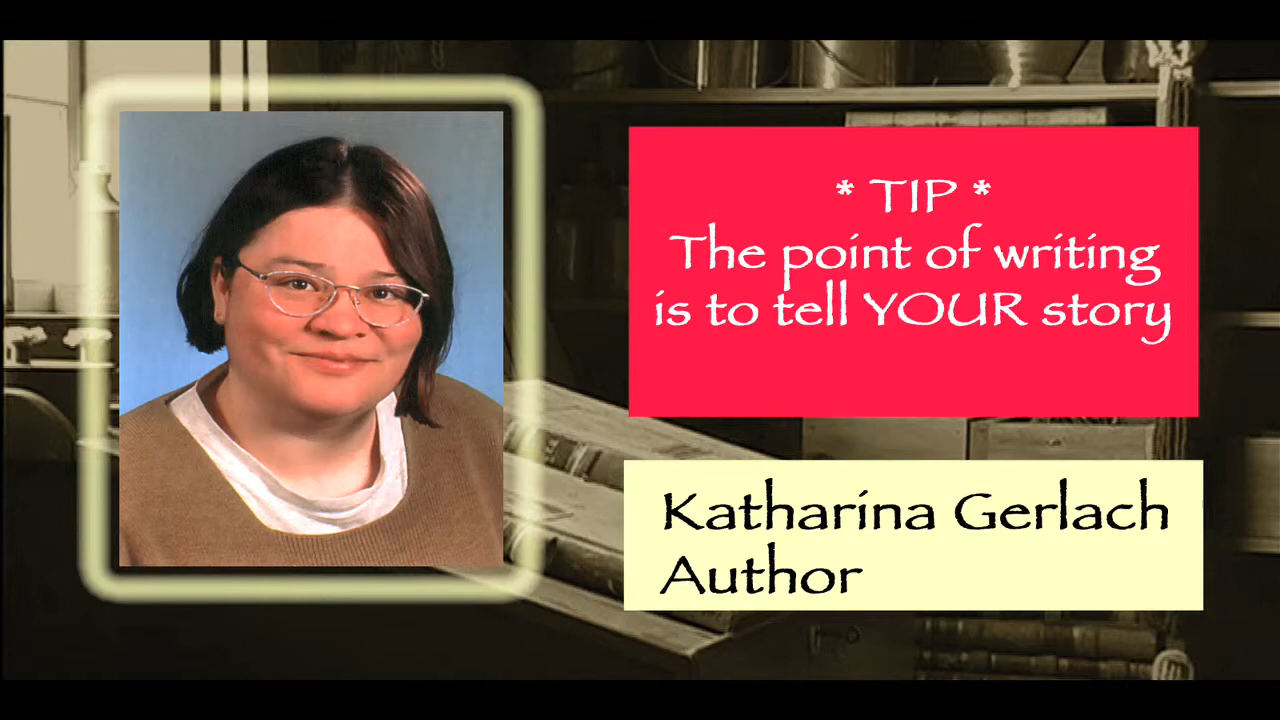 * TIP *
The point of writing
is to tell YOUR story
Katharina Gerlach
Author